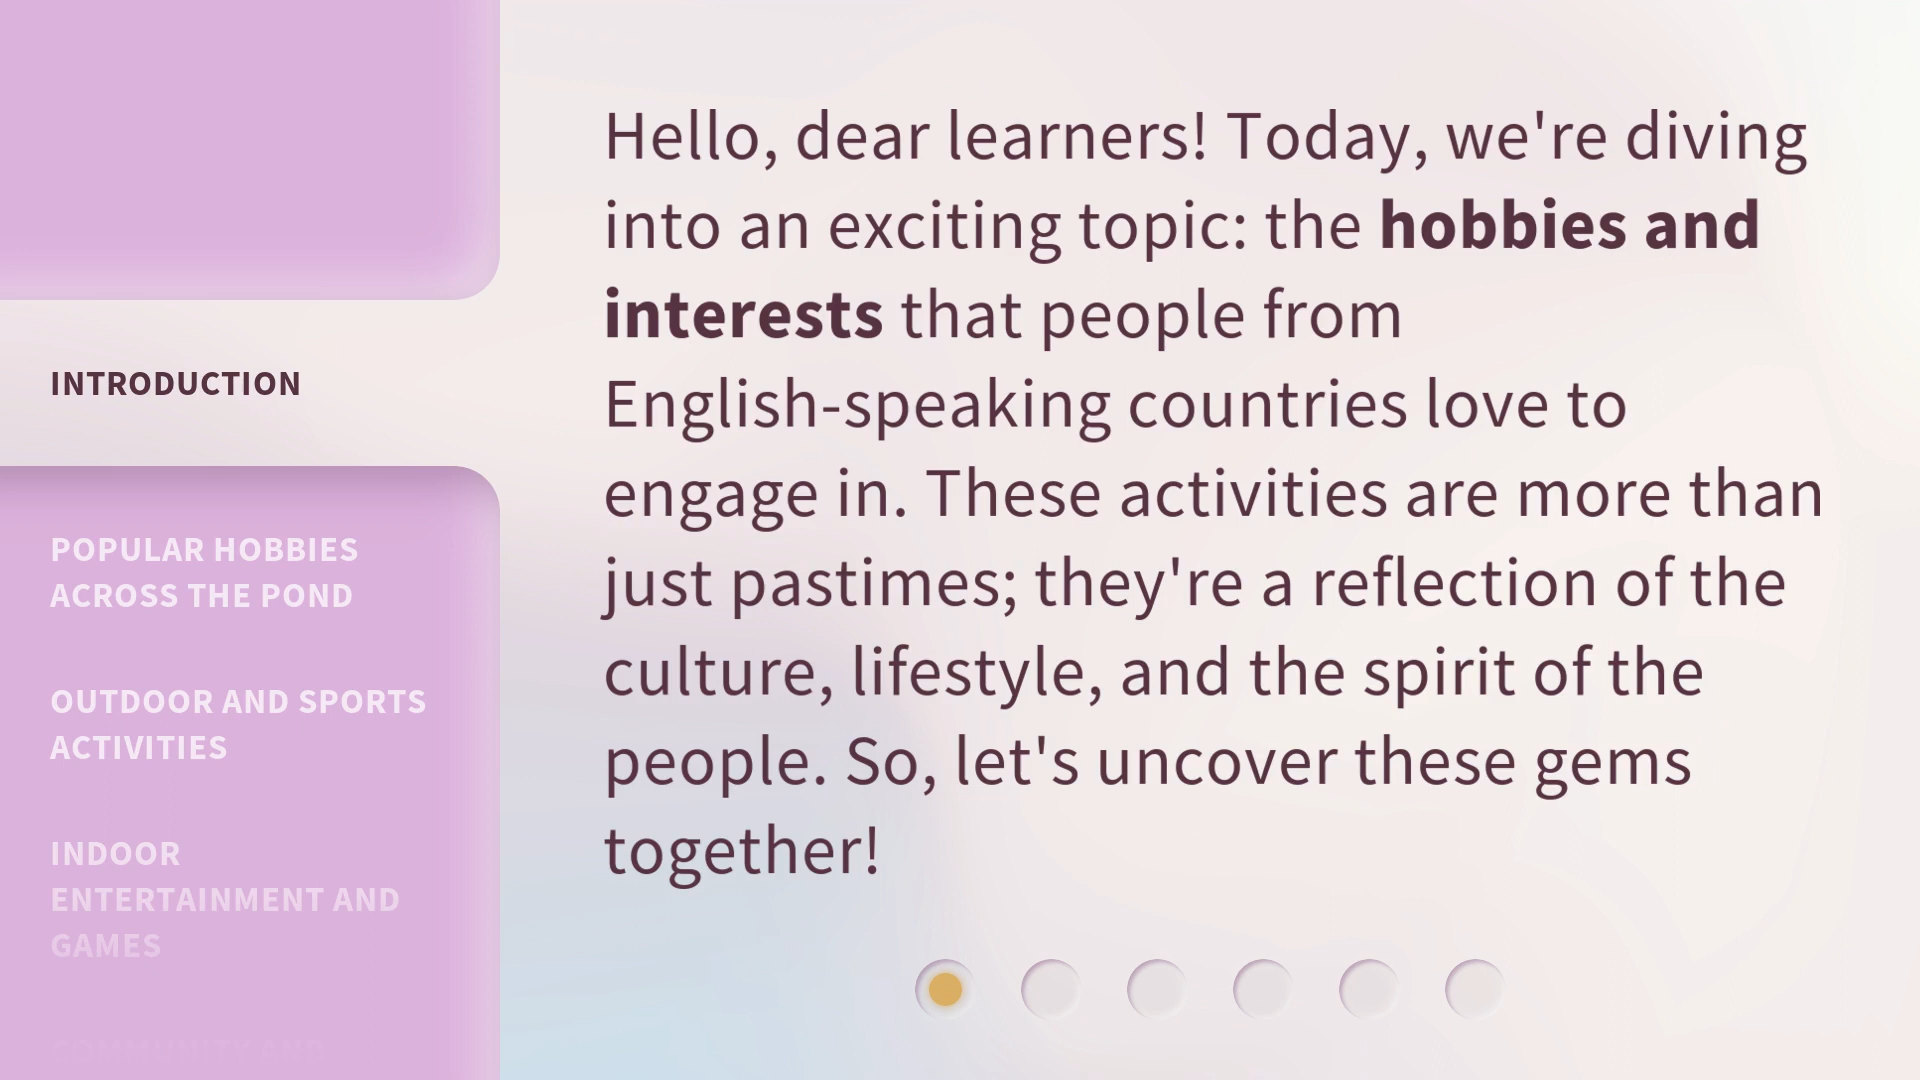 INTRODUCTION
POPULAR HOBBIES
ACROSS THE POND
OUTDOOR AND SPORTS
ACTIVITIES
INDOOR
ENTERTAINMENT AND
GAMES
COMMUNITY AND
Hello, dear learners! Today, we're diving
into an exciting topic: the hobbies and
interests that people from
English-speaking countries love to
engage in. These activities are more than
just pastimes; they're a reflection of the
culture, lifestyle, and the spirit of the
people. So, let's uncover these gems
together!